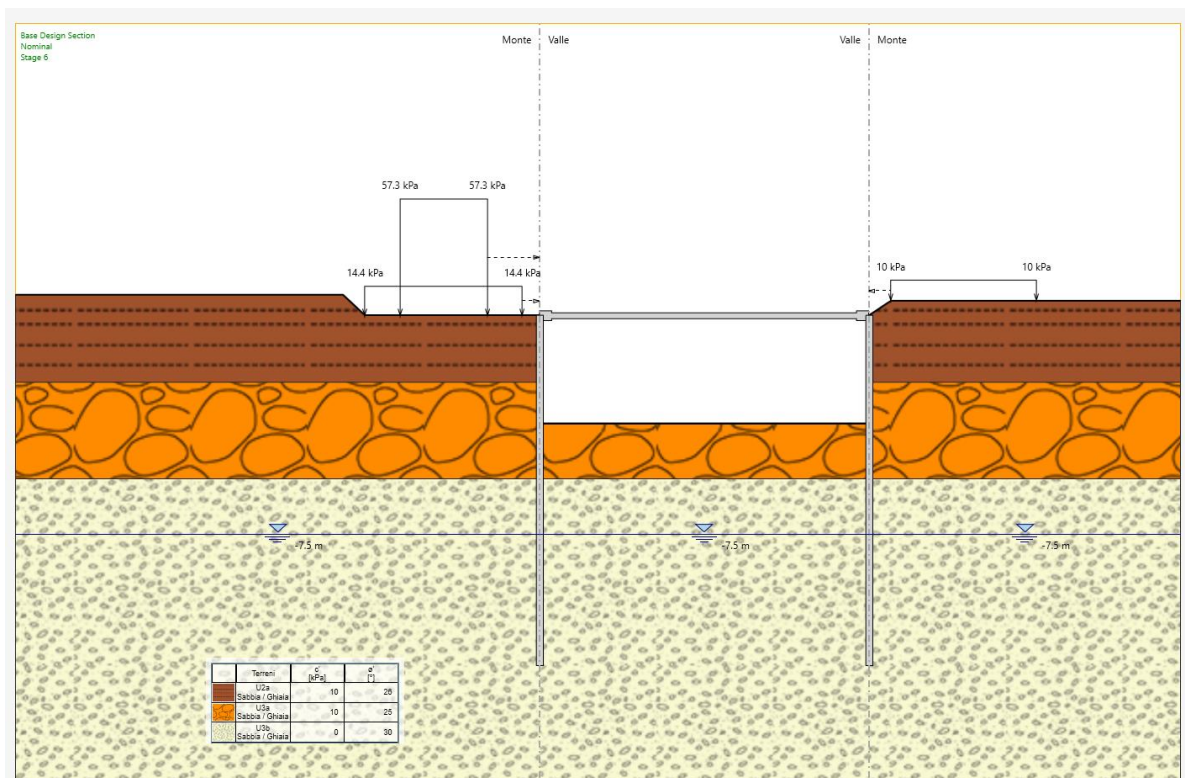 Base Design Section
Nominal
Stage 6
Monte
Valle
Valle
Monte
57.3 kPa
57.3 kPa
14.4 kPa
14.4 kPa
10 kPa
10 kPa
-7.5 m
-7.5 m
-7.5 m
Terreni
c'
[kPa]
ø'
[°]
U2a
Sabbia / Ghiaia
10
26
U3a
Sabbia / Ghiaia
10
25
U3b
Sabbia / Ghiaia
0
30